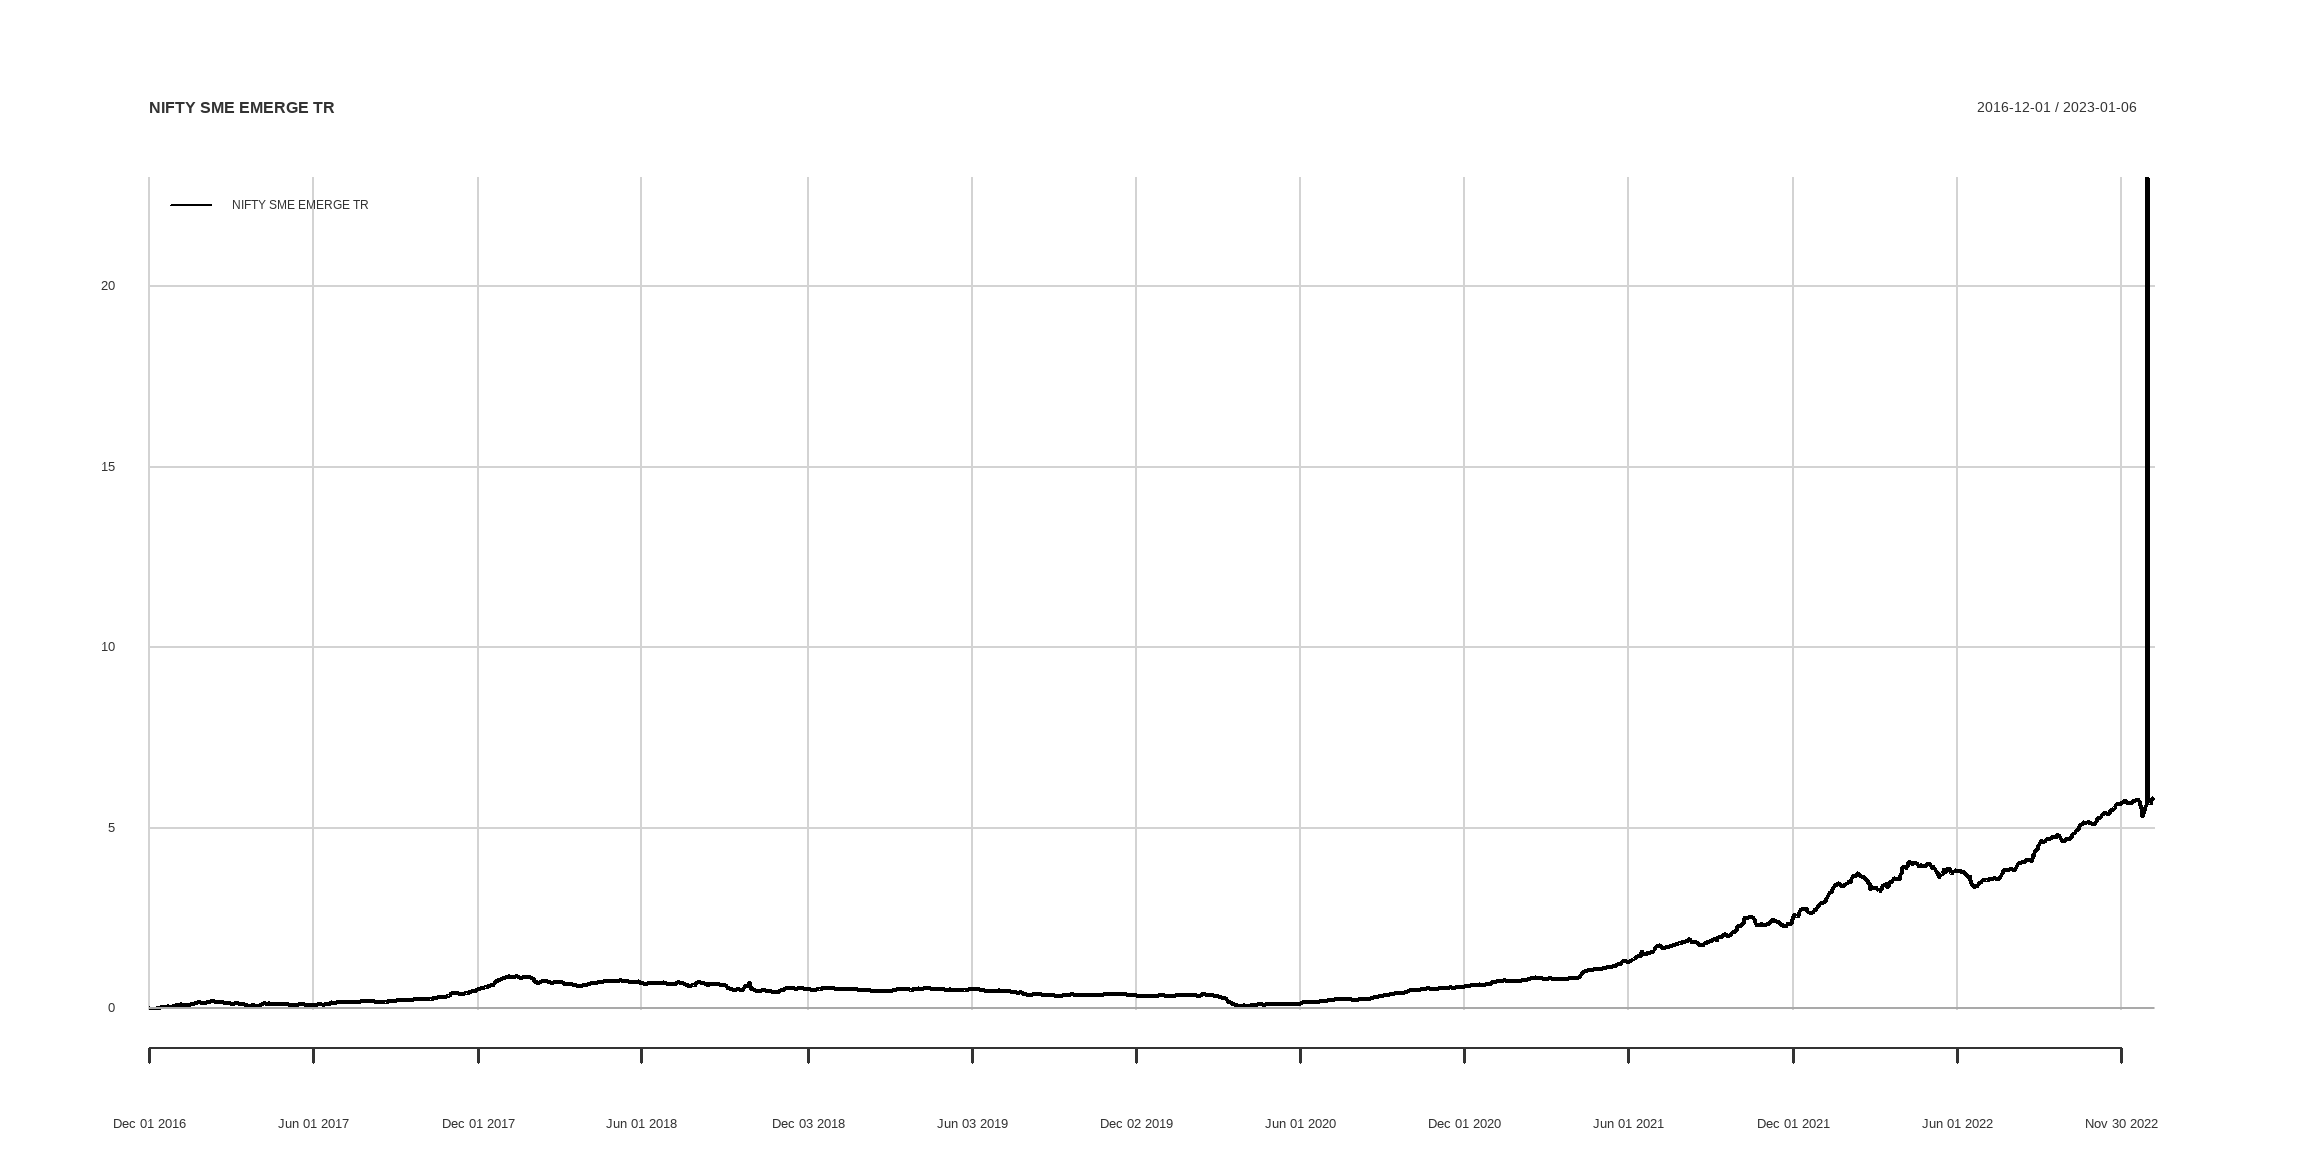 NIFTY SME EMERGE TR
2016-12-01 / 2023-01-06
NIFTY SME EMERGE TR
20
15
10
5
0
Dec 01 2016
Jun 01 2017
Dec 01 2017
Jun 01 2018
Dec 03 2018
Jun 03 2019
Dec 02 2019
Jun 01 2020
Dec 01 2020
Jun 01 2021
Dec 01 2021
Jun 01 2022
Nov 30 2022